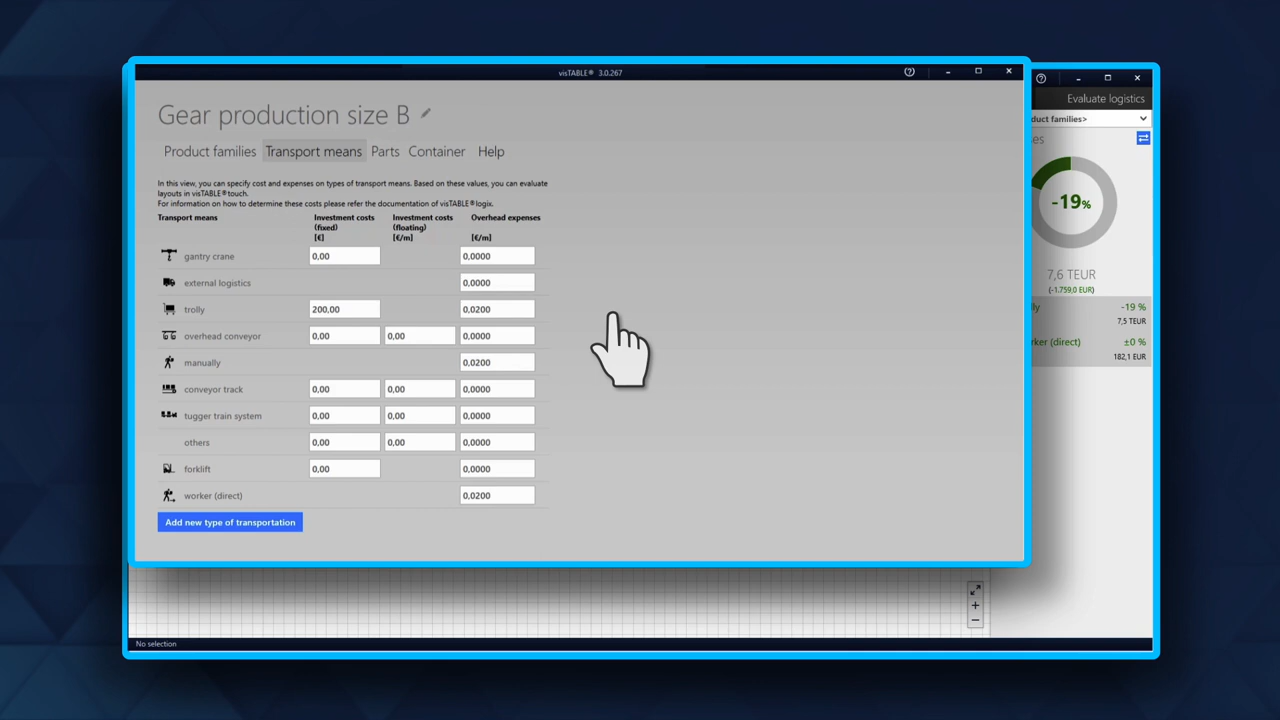 visTABLE® 3.0.267
Gear production size B
Product families Transport means Parts Container Help
In this view, you can specify cost and expenses on types of transport means. Based on these values, you can evaluate
layouts in visTABLE®touch.
For information on how to determine these costs please refer the documentation of visTABLE®logix.
Transport means
Investment costs
(fixed)
[€]
Investment costs
(floating)
[€/m]
Overhead expenses
[€/m]
gantry crane 0,00 0,0000
external logistics 0,0000
trolly 200,00 0,0200
overhead conveyor 0,00 0,00 0,0000
manually 0,0200
conveyor track 0,00 0,00 0,0000
tugger train system 0,00 0,00 0,0000
others 0,00 0,00 0,0000
forklift 0,00 0,0000
worker (direct) 0,0200
Add new type of transportation
Evaluate logistics
duct families>
es
-19%
7,6 TEUR
(-1.759,0 EUR)
lly -19 %
7,5 TEUR
rker (direct) ±0 %
182,1 EUR
No selection